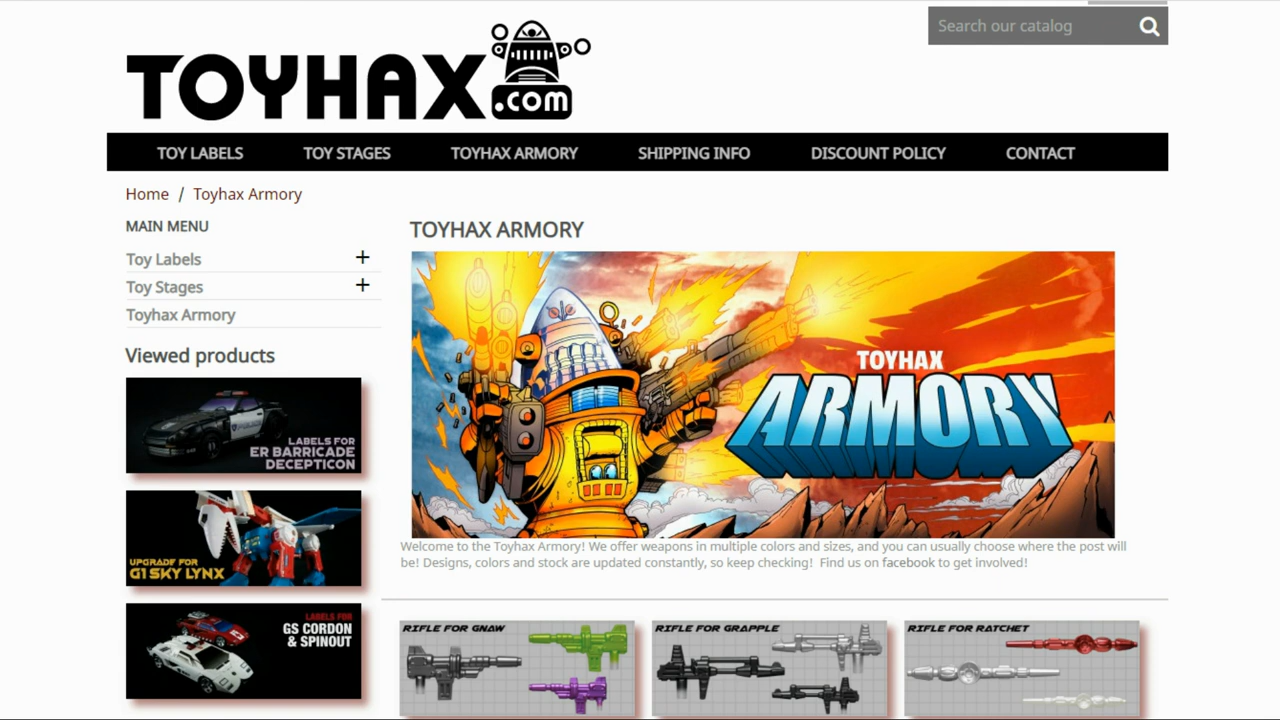 TOYHAX
.com
Search our catalog
TOY LABELS TOY STAGES TOYHAX ARMORY SHIPPING INFO DISCOUNT POLICY CONTACT
Home / Toyhax Armory
MAIN MENU
Toy Labels +
Toy Stages +
Toyhax Armory
Viewed products
LABELS FOR
ER BARRICADE
DECEPTICON
UPGRADE FOR
G1 SKY LYNX
LABELS FOR
GS CORDON
& SPINOUT
TOYHAX ARMORY
TOYHAX
ARMORY
Welcome to the Toyhax Armory! We offer weapons in multiple colors and sizes, and you can usually choose where the post will
be! Designs, colors and stock are updated constantly, so keep checking! Find us on facebook to get involved!
RIFLE FOR GNAW
RIFLE FOR GRAPPLE
RIFLE FOR RATCHET